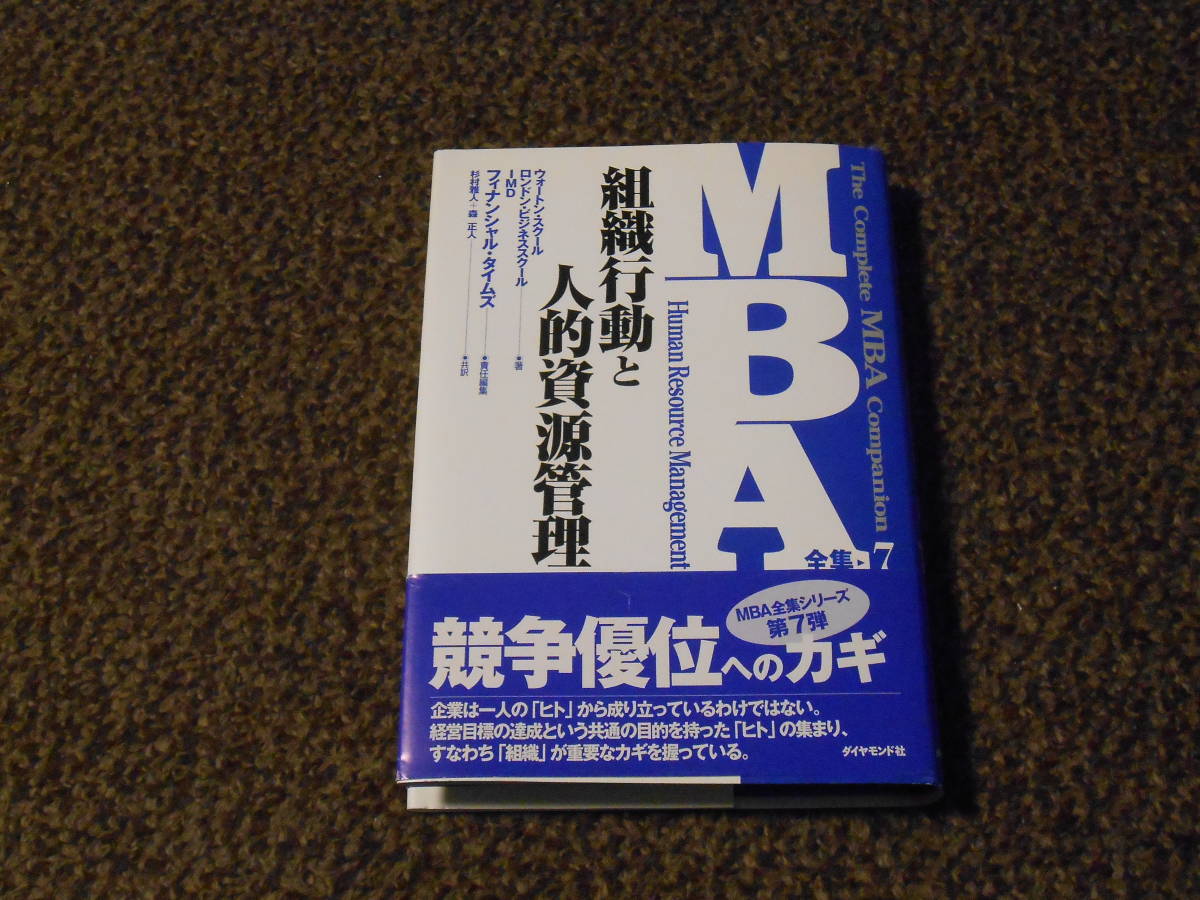 The Complete MBA Companion
MBA
全集・7
Human Resource Management
組織行動と
人的資源管理
ウォートン・スクール
ロンドン・ビジネススクール
IMD
●著
フィナンシャル・タイムズ
●責任編集
杉村雅人+森 正人
●共訳
MBA全集シリーズ
第7弾
競争優位へのカギ
企業は一人の「ヒト」から成り立っているわけではない。
経営目標の達成という共通の目的を持った「ヒト」の集まり、
すなわち「組織」が重要なカギを握っている。
ダイヤモンド社